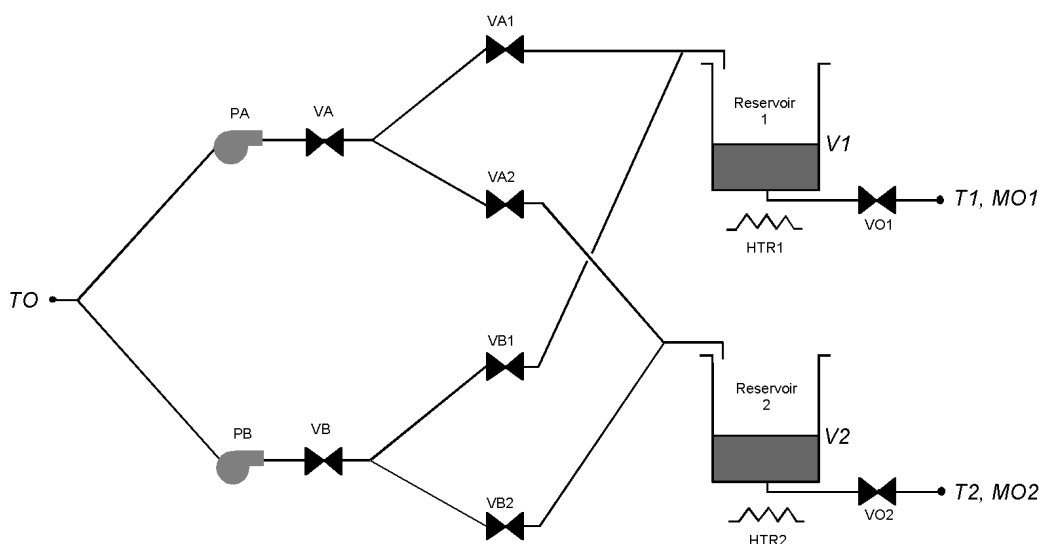 VA1
PA
VA
Reservoir
1
V1
VA2
T1, MO1
VO1
HTR1
TO
VB1
Reservoir
2
PB
VB
V2
VB2
T2, MO2
VO2
HTR2